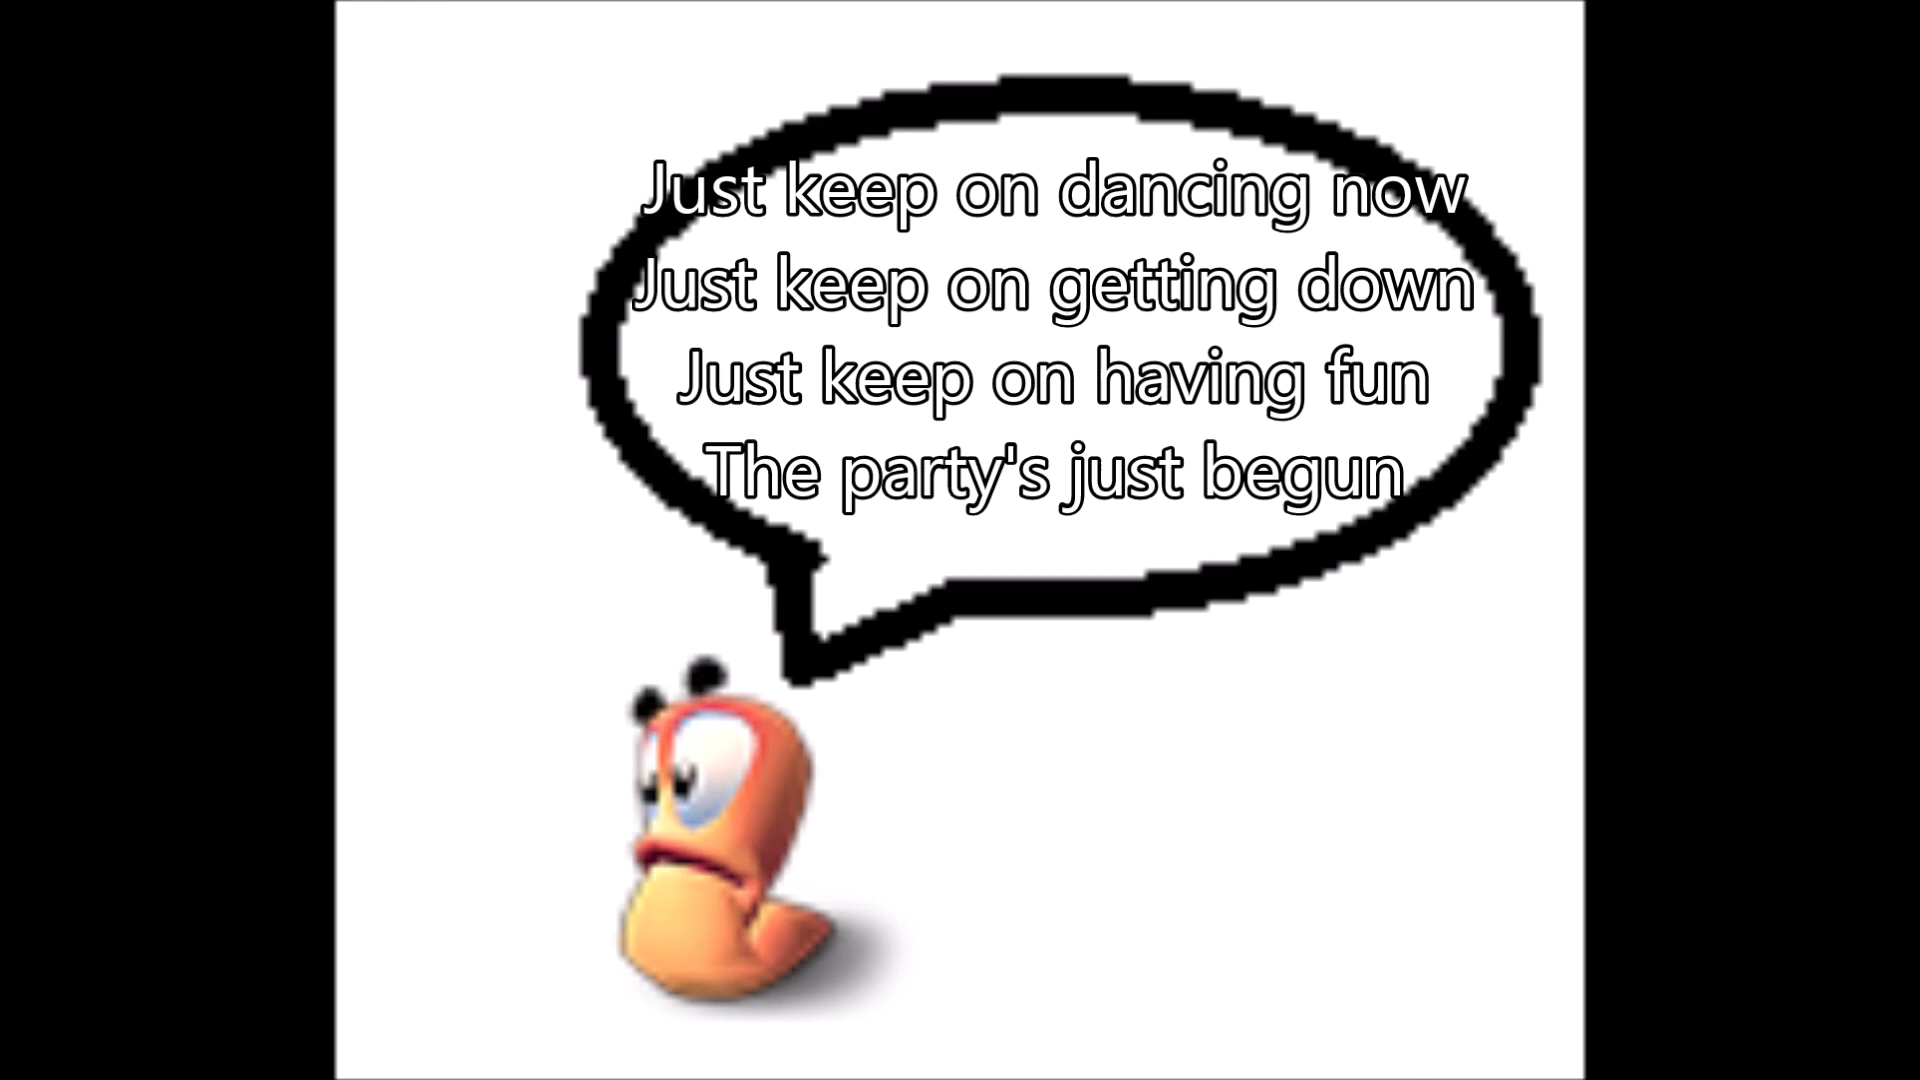 Just keep on dancing now
Just keep on getting down
Just keep on having fun
The party's just begun